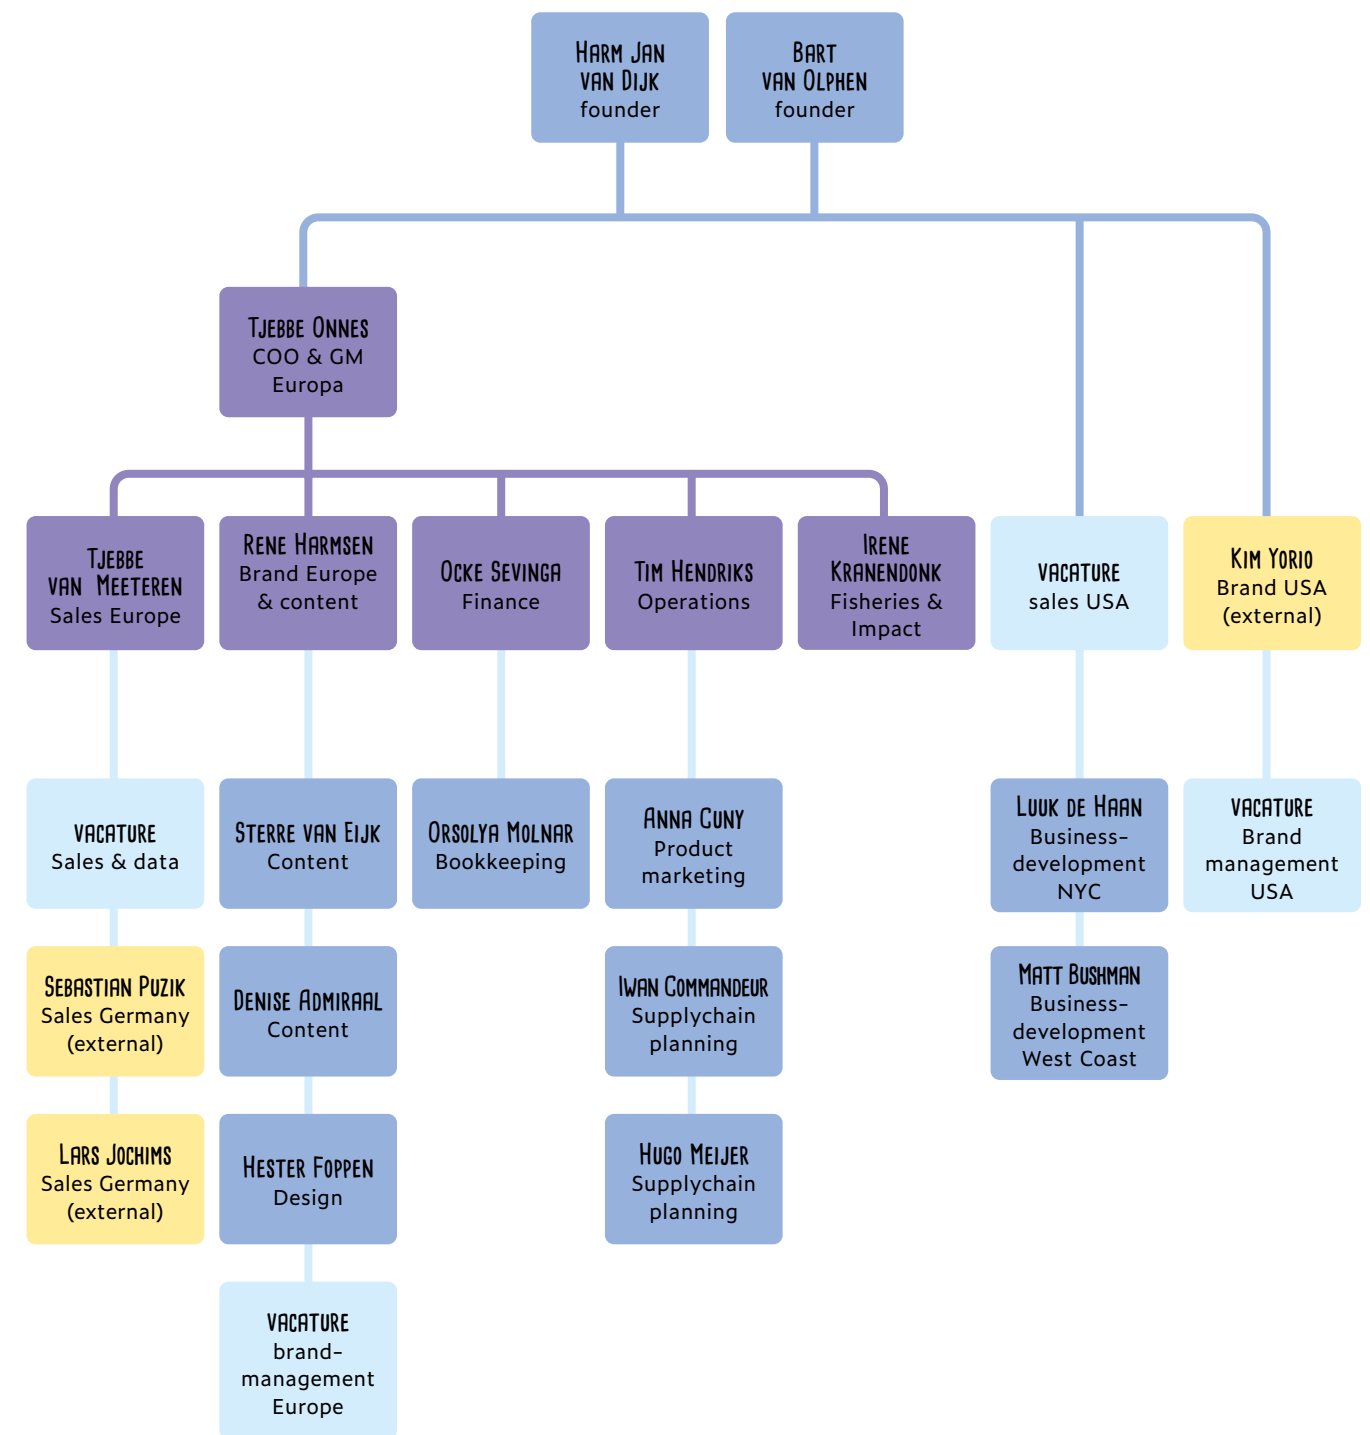 HARM JAN
VAN DIJK
founder
BART
VAN OLPHEN
founder
TJEBBE ONNES
COO & GM
Europa
TJEBBE
VAN MEETEREN
Sales Europe
RENE HARMSEN
Brand Europe
& content
OCKE SEVINGA
Finance
TIM HENDRIKS
Operations
IRENE
KRANENDONK
Fisheries &
Impact
VACATURE
sales USA
KIM YORIO
Brand USA
(external)
VACATURE
Sales & data
STERRE VAN EIJK
Content
ORSOLYA MOLNAR
Bookkeeping
ANNA CUNY
Product
marketing
LUUK DE HAAN
Business-
development
NYC
VACATURE
Brand
management
USA
SEBASTIAN PUZIK
Sales Germany
(external)
DENISE ADMIRAAL
Content
IWAN COMMANDEUR
Supplychain
planning
MATT BUSHMAN
Business-
development
West Coast
LARS JOCHIMS
Sales Germany
(external)
HESTER FOPPEN
Design
HUGO MEIJER
Supplychain
planning
VACATURE
brand-
management
Europe